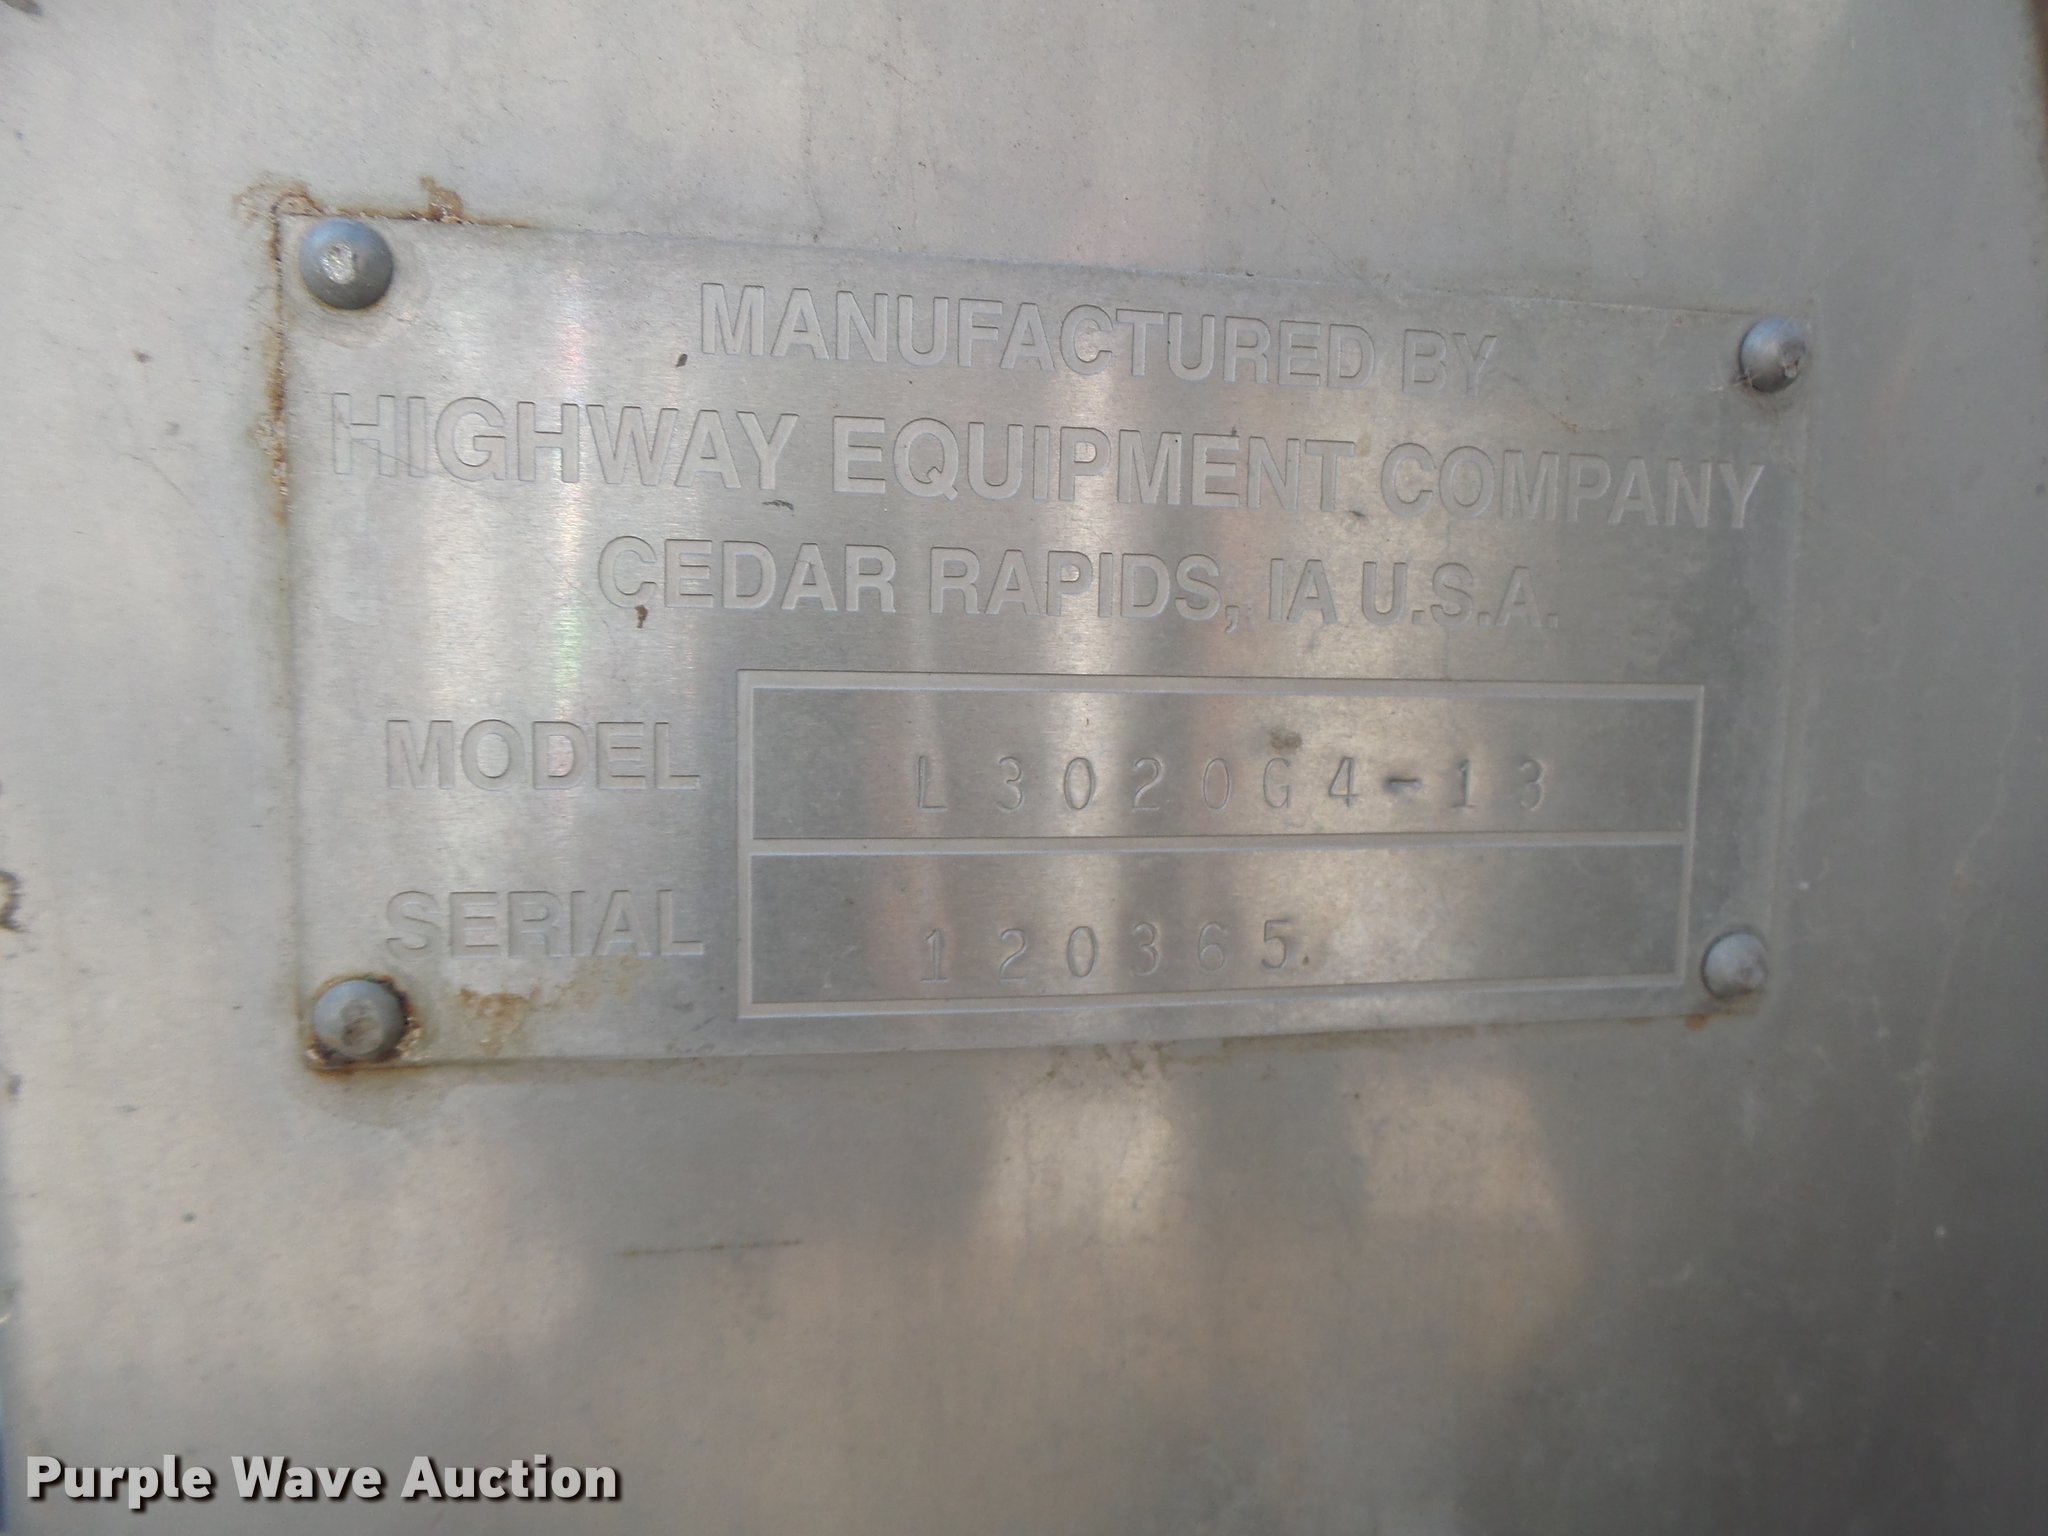 MANUFACTURED BY
HIGHWAY EQUIPMENT COMPANY
CEDAR RAPIDS, IA U.S.A.
MODEL L3020G4-13
SERIAL 120365
Purple Wave Auction